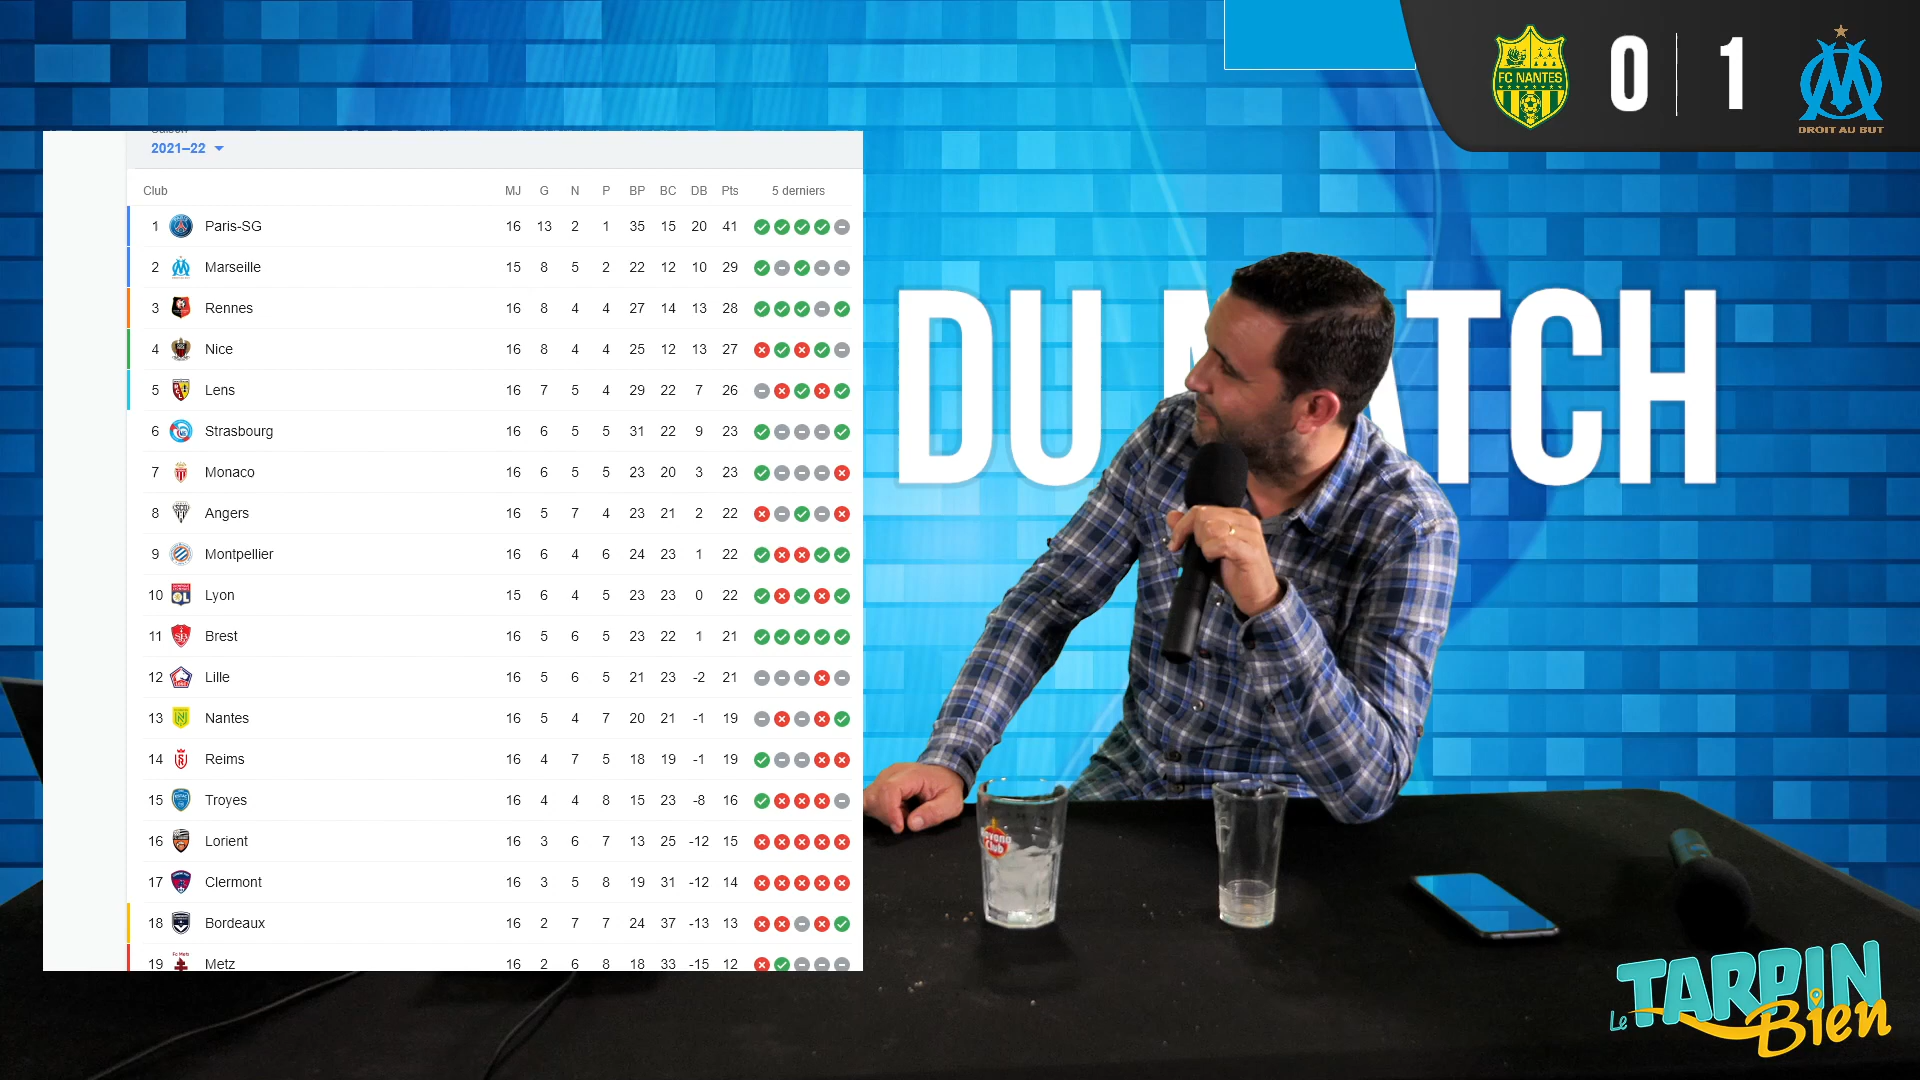 FC NANTES
0 1
DROIT AU BUT
2021–22
Club MJ G N P BP BC DB Pts 5 derniers
1 Paris-SG 16 13 2 1 35 15 20 41
2 Marseille 15 8 5 2 22 12 10 29
3 Rennes 16 8 4 4 27 14 13 28
4 Nice 16 8 4 4 25 12 13 27
5 Lens 16 7 5 4 29 22 7 26
6 Strasbourg 16 6 5 5 31 22 9 23
7 Monaco 16 6 5 5 23 20 3 23
8 Angers 16 5 7 4 23 21 2 22
9 Montpellier 16 6 4 6 24 23 1 22
10 Lyon 15 6 4 5 23 23 0 22
11 Brest 16 5 6 5 23 22 1 21
12 Lille 16 5 6 5 21 23 -2 21
13 Nantes 16 5 4 7 20 21 -1 19
14 Reims 16 4 7 5 18 19 -1 19
15 Troyes 16 4 4 8 15 23 -8 16
16 Lorient 16 3 6 7 13 25 -12 15
17 Clermont 16 3 5 8 19 31 -12 14
18 Bordeaux 16 2 7 7 24 37 -13 13
19 Metz 16 2 6 8 18 33 -15 12
DU MATCH
Havana
Club
Le TARPIN
Bien